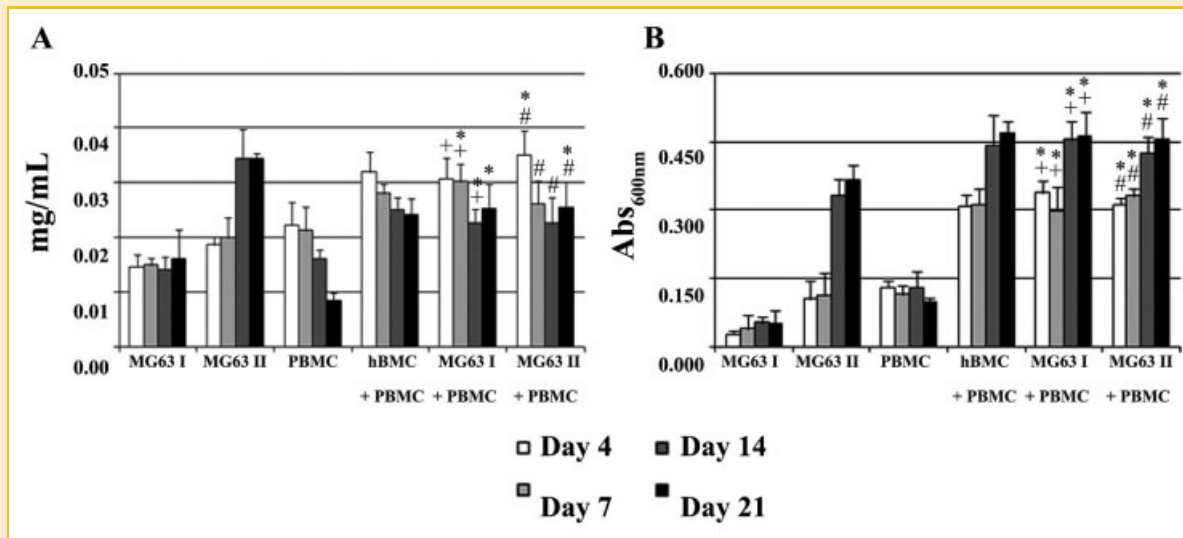 A
mg/mL
0.05
0.04
0.03
0.02
0.01
0.00
MG63 I MG63 II PBMC hBMC MG63 I MG63 II
+ PBMC + PBMC + PBMC
+ * + * + * * # # # * #
B
Abs600nm
0.600
0.450
0.300
0.150
0.000
MG63 I MG63 II PBMC hBMC MG63 I MG63 II
+ PBMC + PBMC + PBMC
* + * + * + * + * # * # * # * #
Day 4 Day 14
Day 7 Day 21